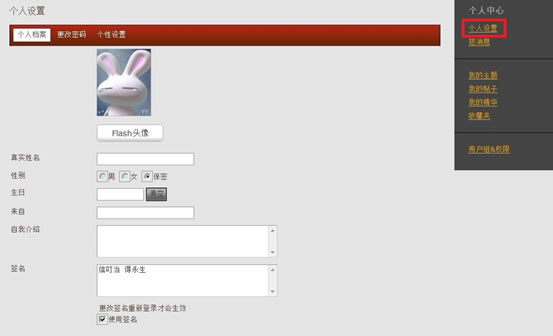 个人设置
个人档案 更改密码 个性设置
Flash头像
真实姓名
性别 男 女 保密
生日 清空
来自
自我介绍
签名 信叮当 得永生
更改签名重新登录才会生效
使用签名
个人中心
个人设置
短消息
我的主题
我的帖子
我的精华
收藏夹
用户组&权限